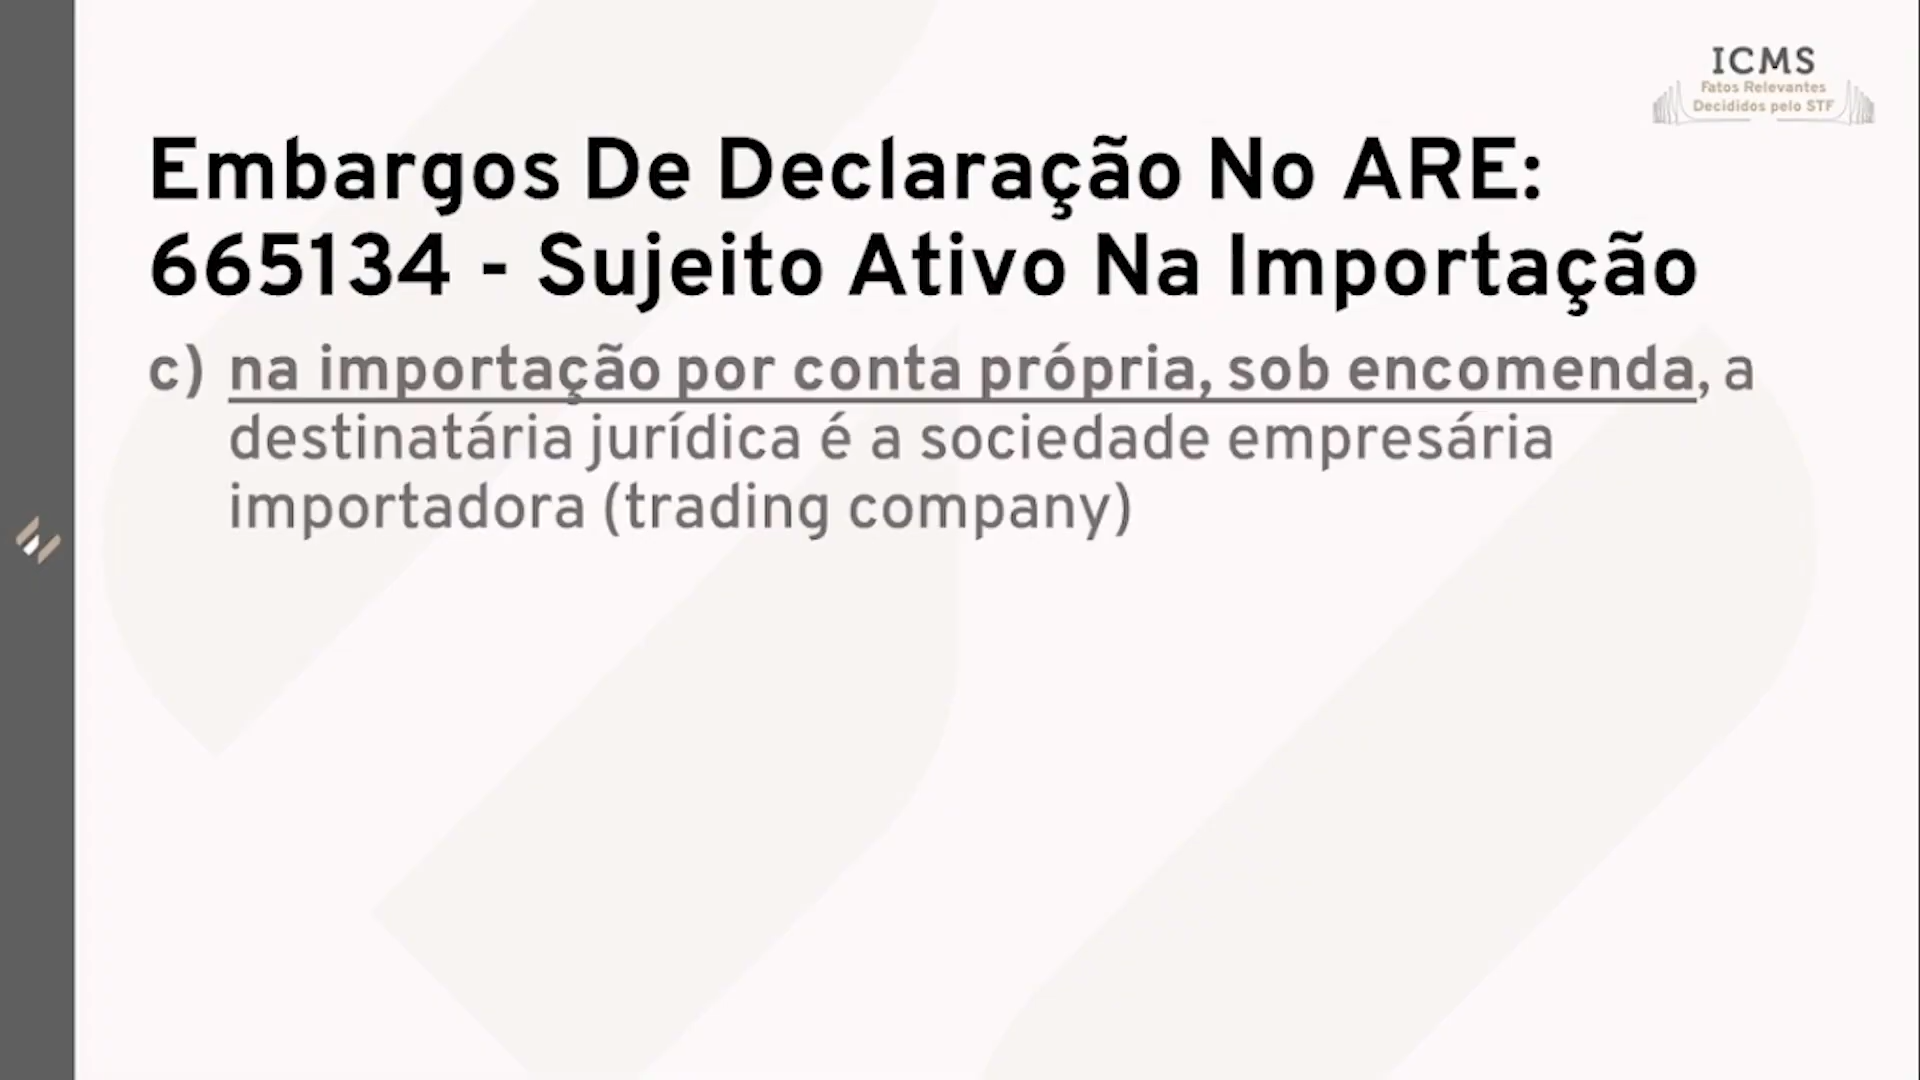 ICMS
Fatos Relevantes
Decididos pelo STF
Embargos De Declaração No ARE:
665134 - Sujeito Ativo Na Importação
c) na importação por conta própria, sob encomenda, a
destinatária jurídica é a sociedade empresária
importadora (trading company)